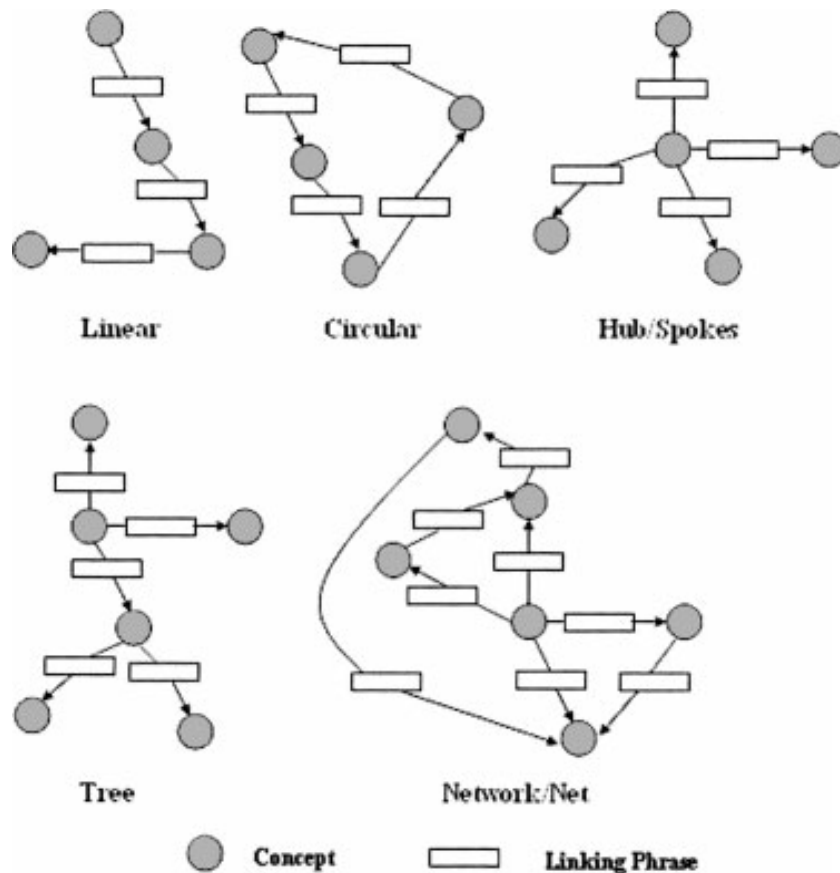 Linear
Circular
Hub/Spokes
Tree
Network/Net
Concept
Linking Phrase